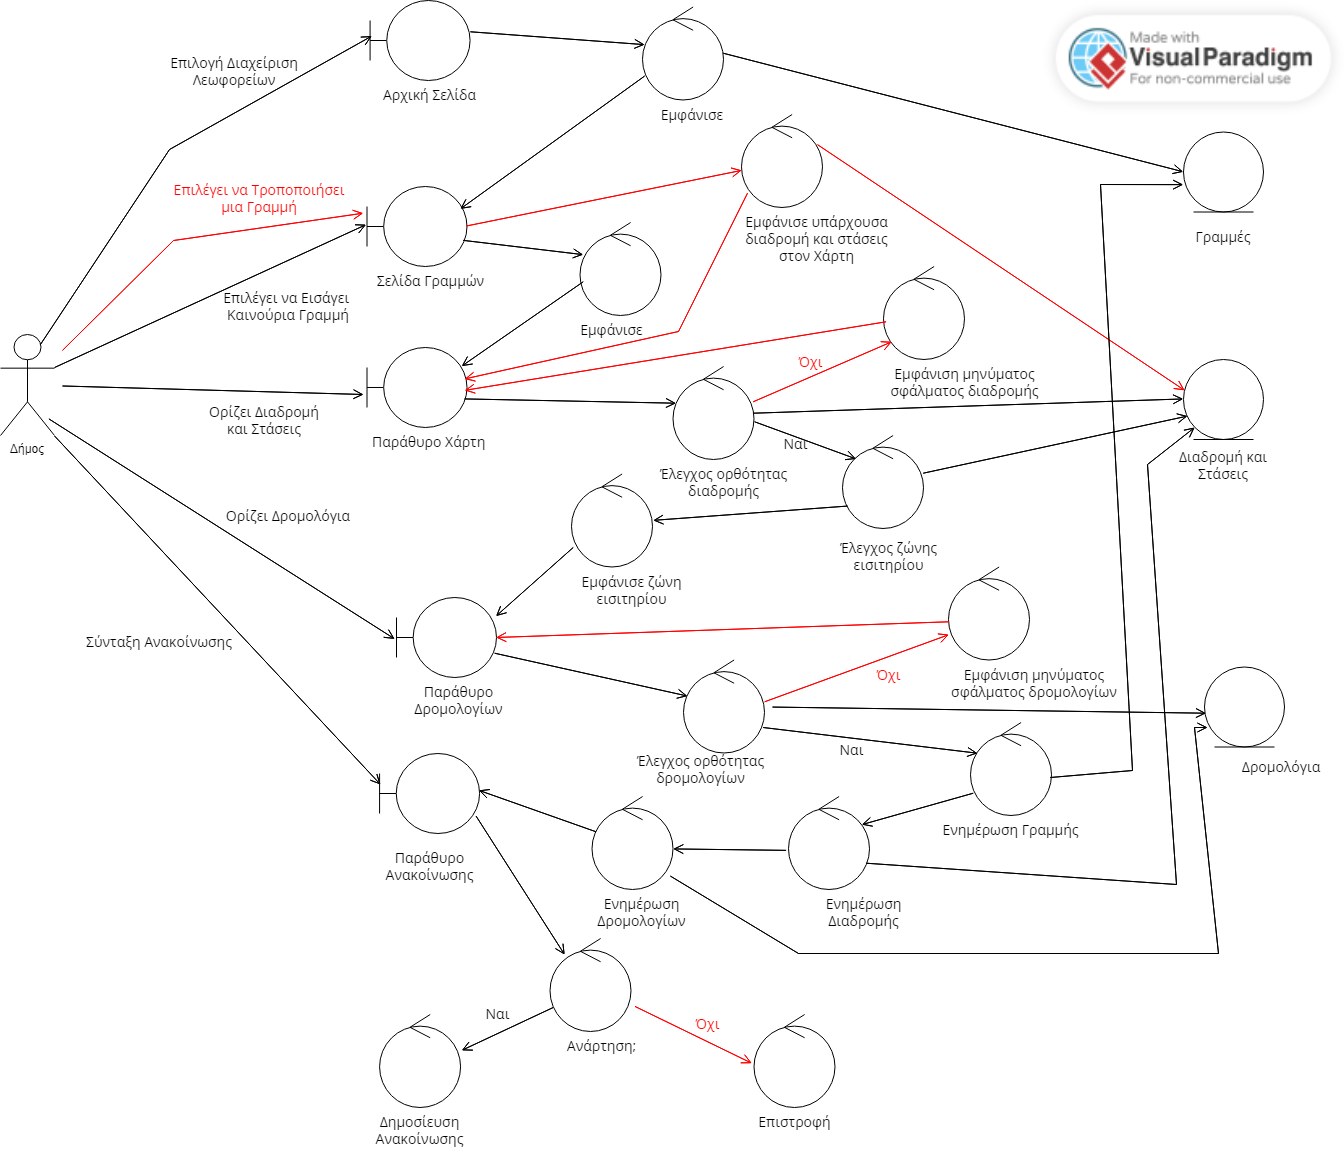 Made with
Visual Paradigm
For non-commercial use
Επιλογή Διαχείριση
Λεωφορείων
Αρχική Σελίδα
Εμφάνισε
Επιλέγει να Τροποποιήσει
μια Γραμμή
Εμφάνισε υπάρχουσα
διαδρομή και στάσεις
στον Χάρτη
Γραμμές
Σελίδα Γραμμών
Επιλέγει να Εισάγει
Καινούρια Γραμμή
Εμφάνισε
Όχι
Εμφάνιση μηνύματος
σφάλματος διαδρομής
Ορίζει Διαδρομή
και Στάσεις
Παράθυρο Χάρτη
Δήμος
Ναι
Διαδρομή και
Στάσεις
Έλεγχος ορθότητας
διαδρομής
Ορίζει Δρομολόγια
Έλεγχος ζώνης
εισιτηρίου
Εμφάνισε ζώνη
εισιτηρίου
Σύνταξη Ανακοίνωσης
Όχι
Εμφάνιση μηνύματος
σφάλματος δρομολογίων
Παράθυρο
Δρομολογίων
Έλεγχος ορθότητας
δρομολογίων
Ναι
Δρομολόγια
Ενημέρωση Γραμμής
Παράθυρο
Ανακοίνωσης
Ενημέρωση
Δρομολογίων
Ενημέρωση
Διαδρομής
Ναι
Όχι
Ανάρτηση;
Δημοσίευση
Ανακοίνωσης
Επιστροφή